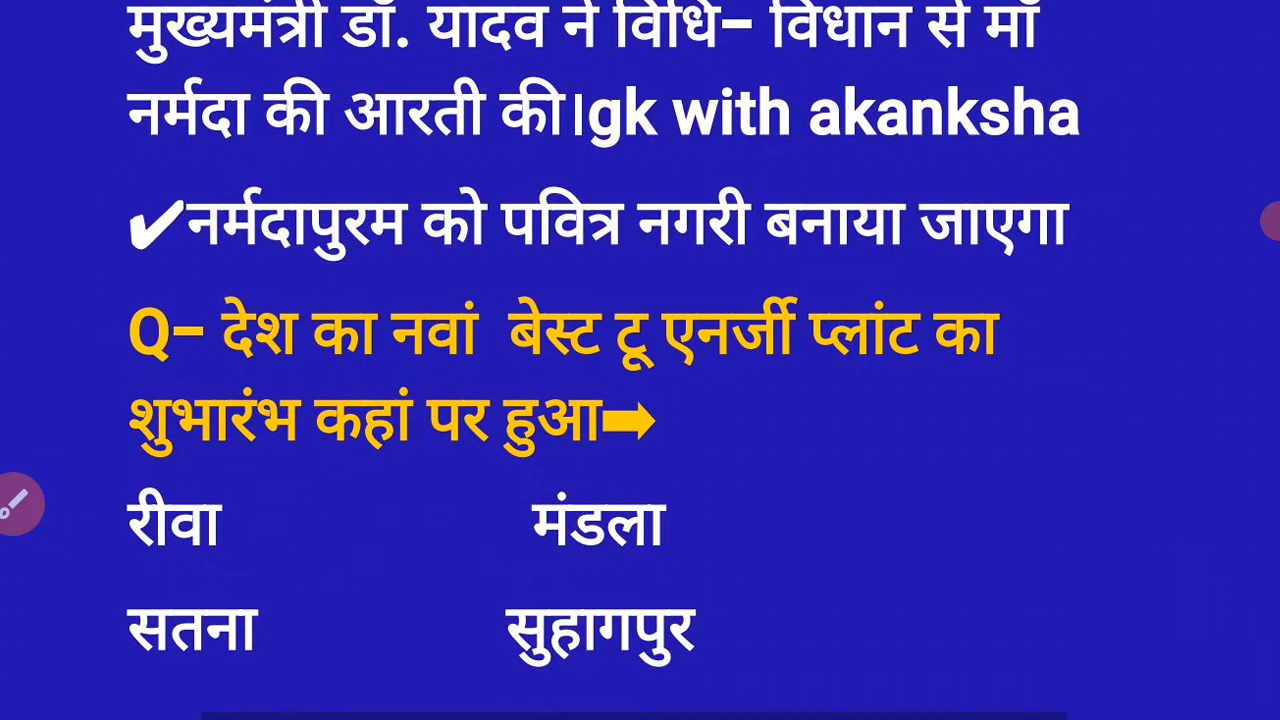 मुख्यमंत्री डॉ. यादव ने विधि– विधान से माँ
नर्मदा की आरती की।gk with akanksha
✔नर्मदापुरम को पवित्र नगरी बनाया जाएगा
Q– देश का नवां बेस्ट टू एनर्जी प्लांट का
शुभारंभ कहां पर हुआ➡
रीवा मंडला
सतना सुहागपुर